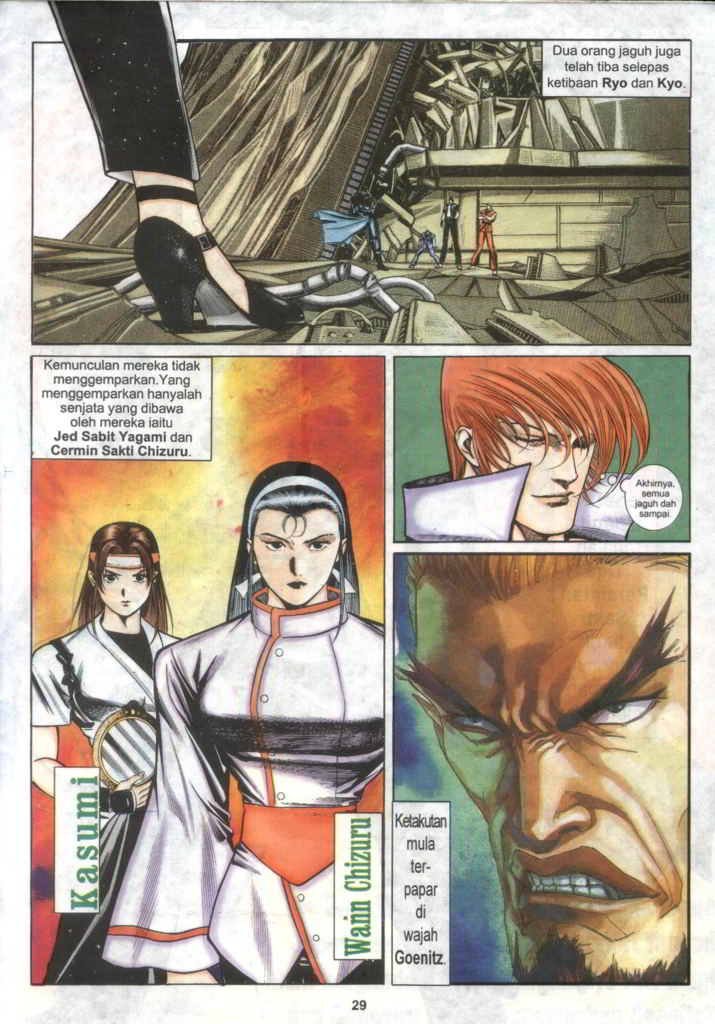 Dua orang jaguh juga
telah tiba selepas
ketibaan Ryo dan Kyo.
Kemunculan mereka tidak
menggemparkan.Yang
menggemparkan hanyalah
senjata yang dibawa
oleh mereka iaitu
Jed Sabit Yagami dan
Cermin Sakti Chizuru.
Akhirnya,
semua
jaguh dah
sampai
Kasumi
Wann Chizuru
Ketakutan
mula
ter-
papar
di
wajah
Goenitz.
29